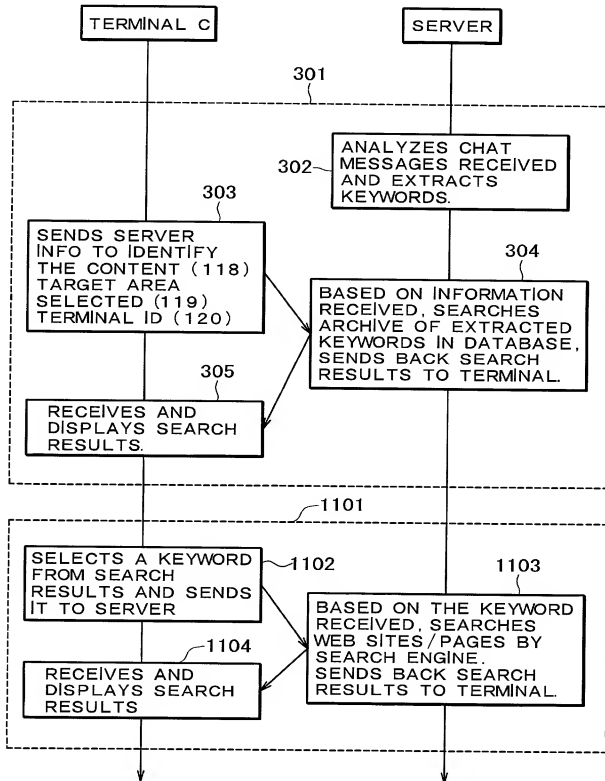 TERMINAL C
SERVER
301
302
ANALYZES CHAT
MESSAGES RECEIVED
AND EXTRACTS
KEYWORDS.
303
SENDS SERVER
INFO TO IDENTIFY
THE CONTENT (118)
TARGET AREA
SELECTED (119)
TERMINAL ID (120)
304
BASED ON INFORMATION
RECEIVED, SEARCHES
ARCHIVE OF EXTRACTED
KEYWORDS IN DATABASE,
SENDS BACK SEARCH
RESULTS TO TERMINAL.
305
RECEIVES AND
DISPLAYS SEARCH
RESULTS.
1101
1102
SELECTS A KEYWORD
FROM SEARCH
RESULTS AND SENDS
IT TO SERVER
1103
BASED ON THE KEYWORD
RECEIVED, SEARCHES
WEB SITES/PAGES BY
SEARCH ENGINE.
SENDS BACK SEARCH
RESULTS TO TERMINAL.
1104
RECEIVES AND
DISPLAYS SEARCH
RESULTS